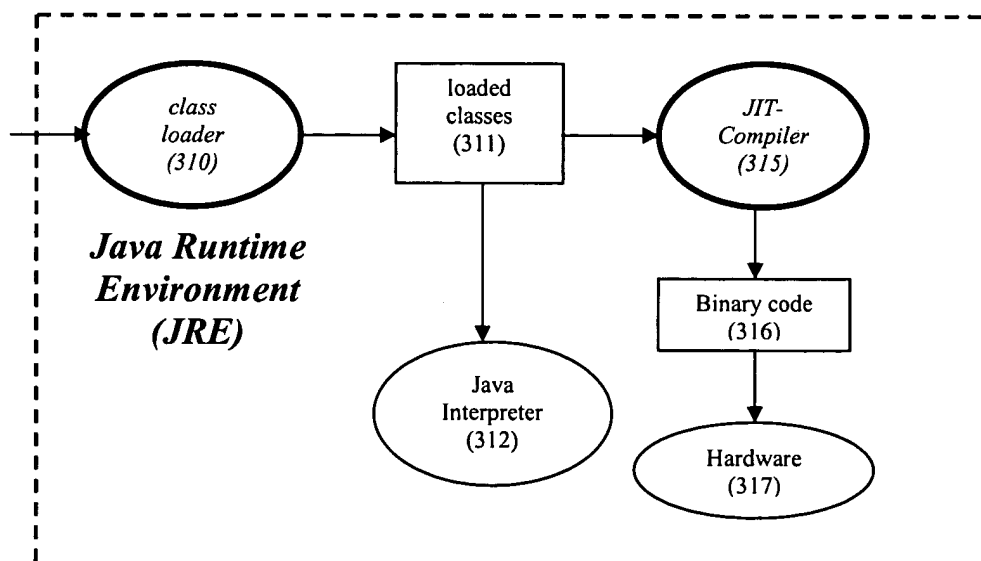 class
loader
(310)
loaded
classes
(311)
JIT-
Compiler
(315)
Java Runtime
Environment
(JRE)
Binary code
(316)
Java
Interpreter
(312)
Hardware
(317)